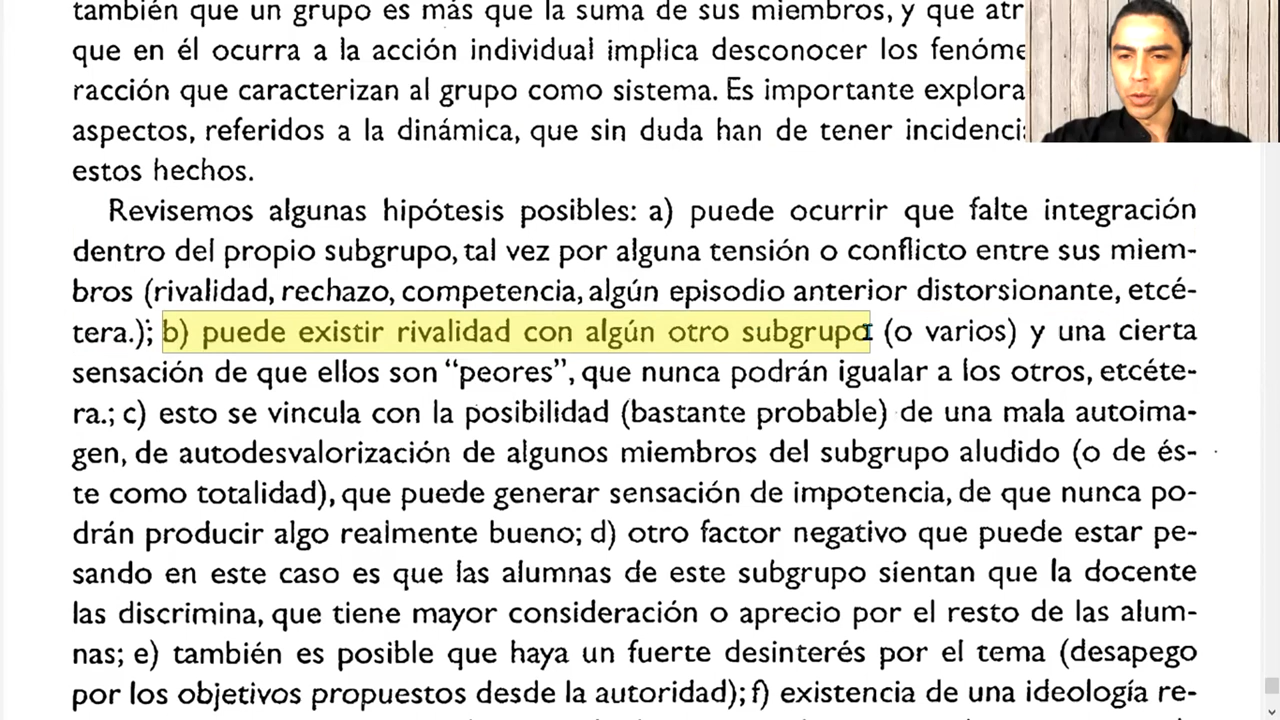 también que un grupo es más que la suma de sus miembros, y que atr
que en él ocurra a la acción individual implica desconocer los fenóme
racción que caracterizan al grupo como sistema. Es importante explora
aspectos, referidos a la dinámica, que sin duda han de tener incidenci
estos hechos.
Revisemos algunas hipótesis posibles: a) puede ocurrir que falte integración
dentro del propio subgrupo, tal vez por alguna tensión o conflicto entre sus miem-
bros (rivalidad, rechazo, competencia, algún episodio anterior distorsionante, etcé-
tera.); b) puede existir rivalidad con algún otro subgrupo (o varios) y una cierta
sensación de que ellos son “peores”, que nunca podrán igualar a los otros, etcéte-
ra.; c) esto se vincula con la posibilidad (bastante probable) de una mala autoima-
gen, de autodesvalorización de algunos miembros del subgrupo aludido (o de és-
te como totalidad), que puede generar sensación de impotencia, de que nunca po-
drán producir algo realmente bueno; d) otro factor negativo que puede estar pe-
sando en este caso es que las alumnas de este subgrupo sientan que la docente
las discrimina, que tiene mayor consideración o aprecio por el resto de las alum-
nas; e) también es posible que haya un fuerte desinterés por el tema (desapego
por los objetivos propuestos desde la autoridad); f) existencia de una ideología re-